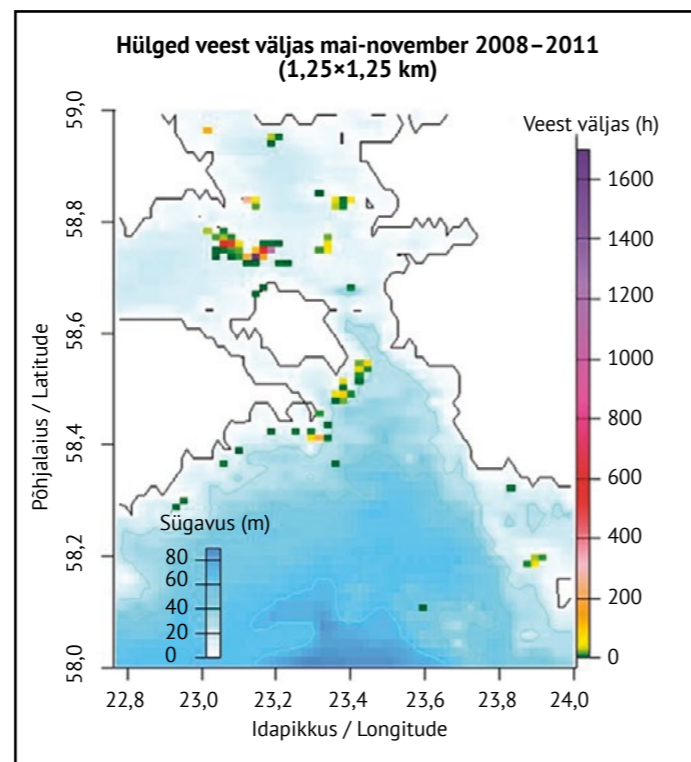 Hülged veest väljas mai-november 2008–2011
(1,25×1,25 km)
Veest väljas (h)
1600
1400
1200
1000
800
600
400
200
0
Põhjalaius / Latitude
59,0
58,8
58,6
58,4
58,2
58,0
Sügavus (m)
80
60
40
20
0
22,8 23,0 23,2 23,4 23,6 23,8 24,0
Idapikkus / Longitude